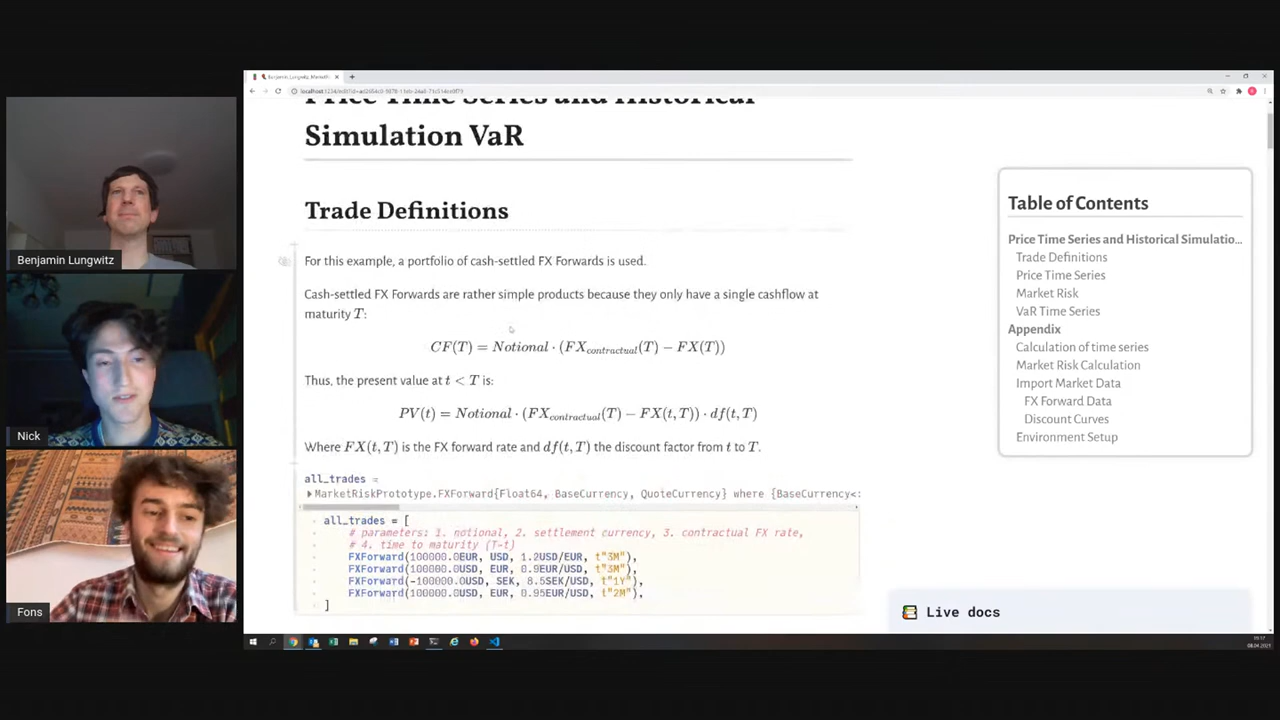 Benjamin Lungwitz
Nick
Fons
Price Time Series and Historical
Simulation VaR
Trade Definitions
For this example, a portfolio of cash-settled FX Forwards is used.
Cash-settled FX Forwards are rather simple products because they only have a single cashflow at
maturity T:
CF(T) = Notional · (FX_contractual(T) − FX(T))
Thus, the present value at t < T is:
PV(t) = Notional · (FX_contractual(T) − FX(t, T)) · df(t, T)
Where FX(t, T) is the FX forward rate and df(t, T) the discount factor from t to T.
all_trades =
MarketRiskPrototype.FXForward{Float64, BaseCurrency, QuoteCurrency} where {BaseCurrency<:
all_trades = [
# parameters: 1. notional, 2. settlement currency, 3. contractual FX rate,
# 4. time to maturity (T-t)
FXForward(100000.0EUR, USD, 1.2USD/EUR, t"3M"),
FXForward(100000.0USD, EUR, 0.9EUR/USD, t"3M"),
FXForward(-100000.0USD, SEK, 8.5SEK/USD, t"1Y"),
FXForward(100000.0USD, EUR, 0.95EUR/USD, t"2M"),
]
Table of Contents
Price Time Series and Historical Simulatio...
Trade Definitions
Price Time Series
Market Risk
VaR Time Series
Appendix
Calculation of time series
Market Risk Calculation
Import Market Data
FX Forward Data
Discount Curves
Environment Setup
Live docs